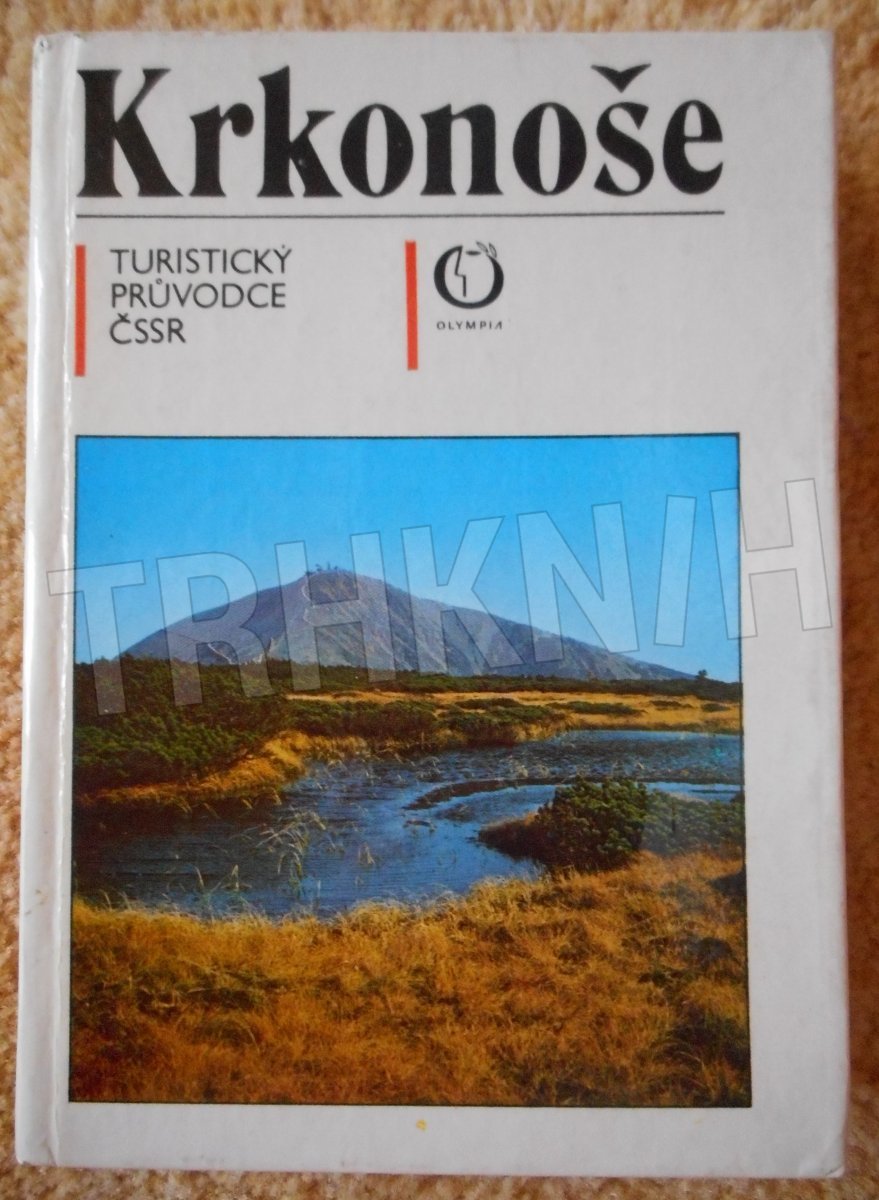 Krkonoše
TURISTICKÝ
PRŮVODCE
ČSSR
OLYMPIA
TRHKNIH